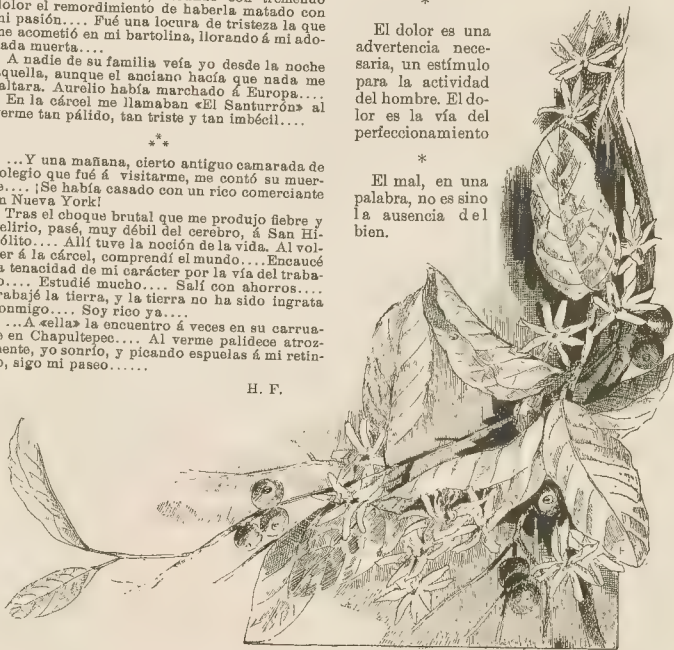 dolor el remordimiento de haberla matado con
mi pasión.... Fué una locura de tristeza la que
me acometió en mi bartolina, llorando á mi ado-
rada muerta....
A nadie de su familia veía yo desde la noche
aquella, aunque el anciano hacía que nada me
faltara. Aurelio había marchado á Europa....
En la cárcel me llamaban «El Santurrón» al
verme tan pálido, tan triste y tan imbécil....
***
...Y una mañana, cierto antiguo camarada de
colegio que fué á visitarme, me contó su muer-
te.... ¡Se había casado con un rico comerciante
en Nueva York!
Tras el choque brutal que me produjo fiebre y
delirio, pasé, muy débil del cerebro, á San Hi-
pólito.... Allí tuve la noción de la vida. Al vol-
ver á la cárcel, comprendí el mundo....Encaucé
la tenacidad de mi carácter por la vía del traba-
jo.... Estudié mucho.... Salí con ahorros....
Trabajé la tierra, y la tierra no ha sido ingrata
conmigo.... Soy rico ya....
...A «ella» la encuentro á veces en su carrua-
je en Chapultepec.... Al verme palidece atroz-
mente, yo sonrío, y picando espuelas á mi retin-
to, sigo mi paseo......
H. F.
*
El dolor es una
advertencia nece-
saria, un estímulo
para la actividad
del hombre. El do-
lor es la vía del
perfeccionamiento
*
El mal, en una
palabra, no es sino
la ausencia del
bien.